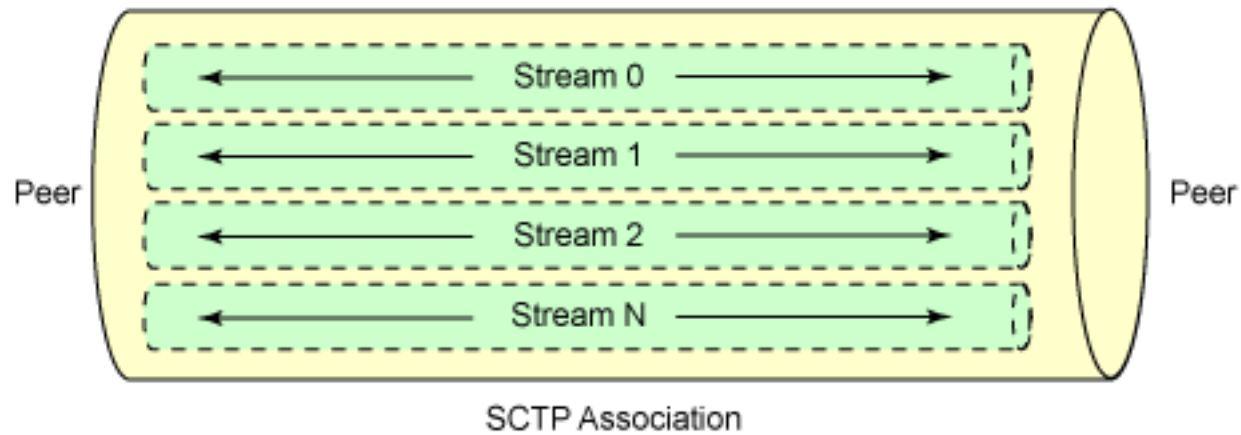 Stream 0
Stream 1
Peer
Peer
Stream 2
Stream N
SCTP Association